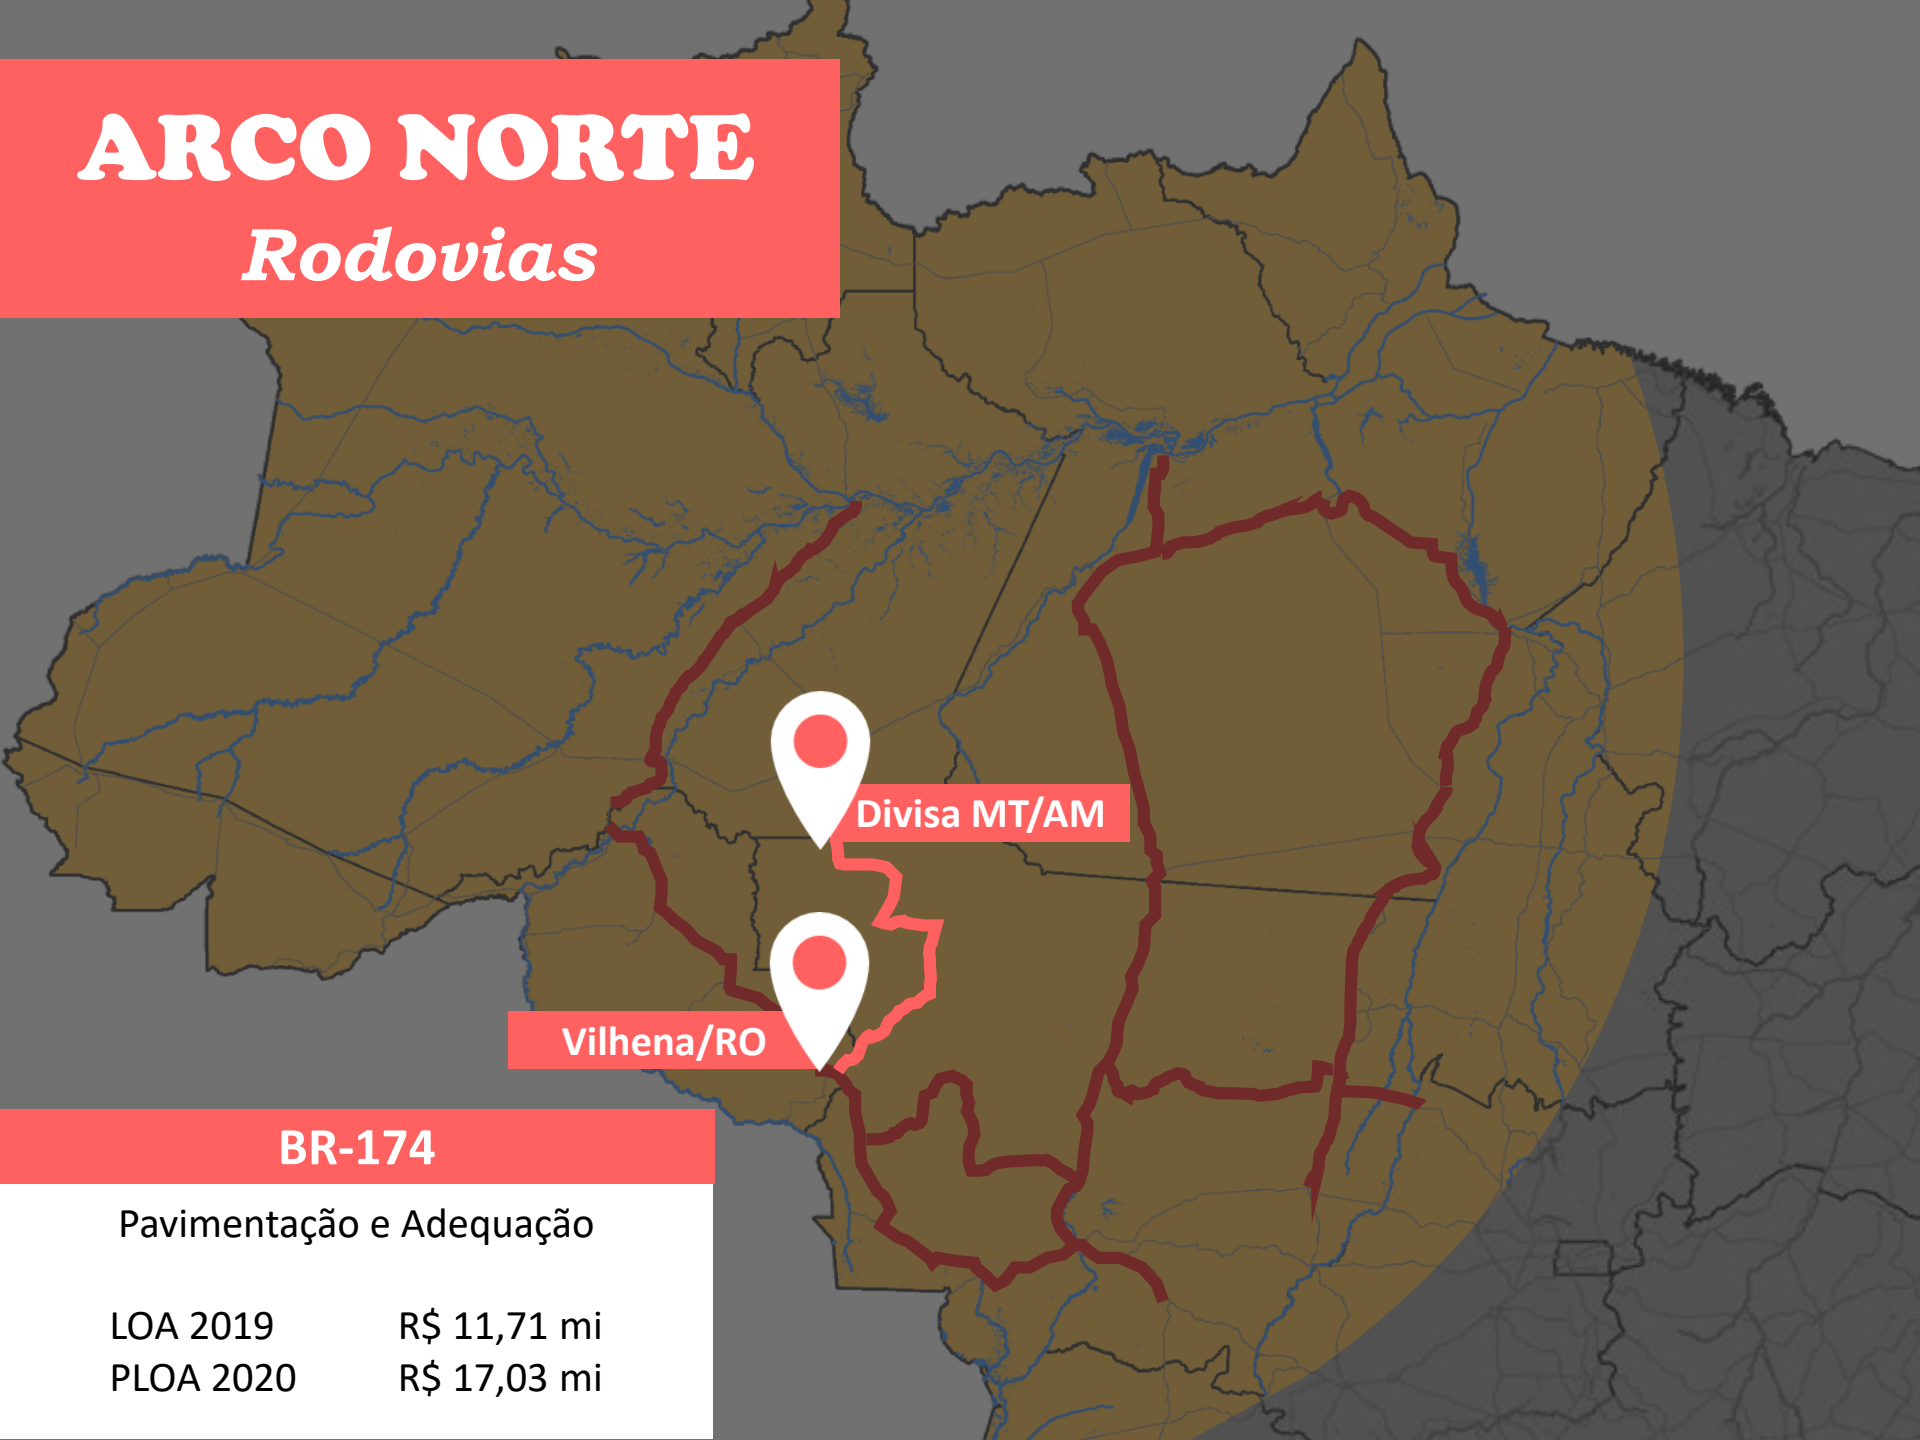 ARCO NORTE
Rodovias
Divisa MT/AM
Vilhena/RO
BR-174
Pavimentação e Adequação
LOA 2019 R$ 11,71 mi
PLOA 2020 R$ 17,03 mi